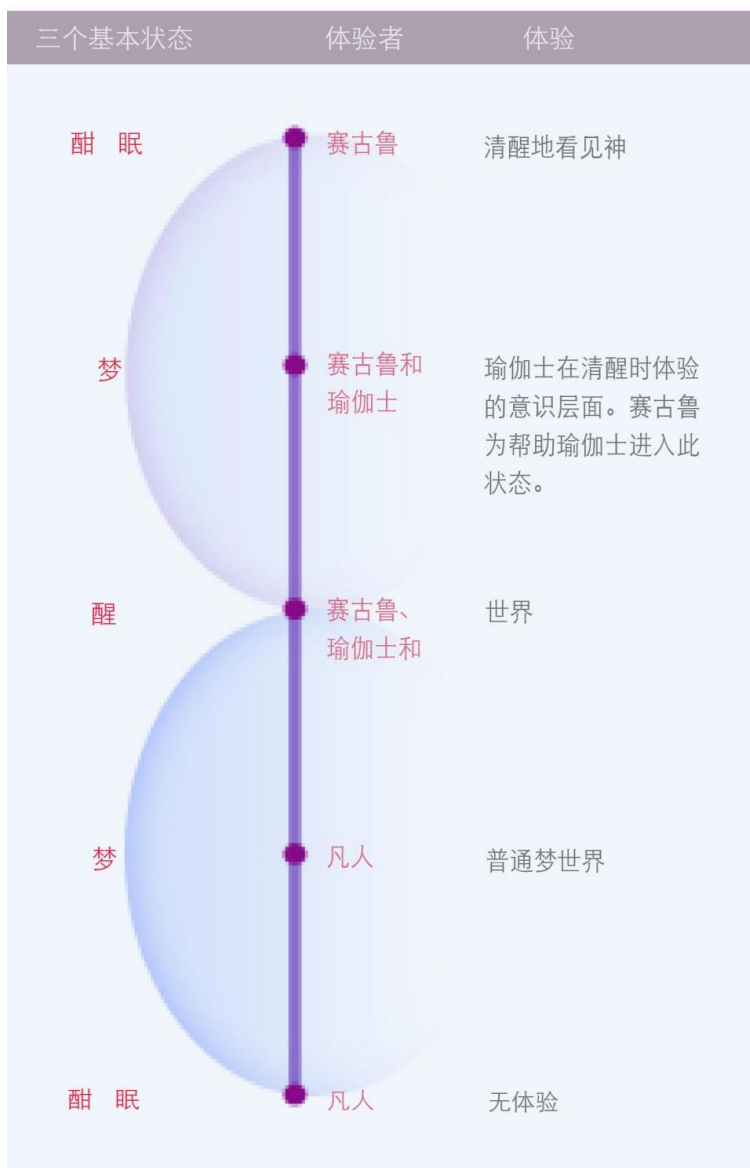 三个基本状态 体验者 体验
酣 眠 赛古鲁 清醒地看见神
梦 赛古鲁和 瑜伽士在清醒时体验
瑜伽士 的意识层面。赛古鲁
为帮助瑜伽士进入此
状态。
醒 赛古鲁、 世界
瑜伽士和
梦 凡人 普通梦世界
酣 眠 凡人 无体验